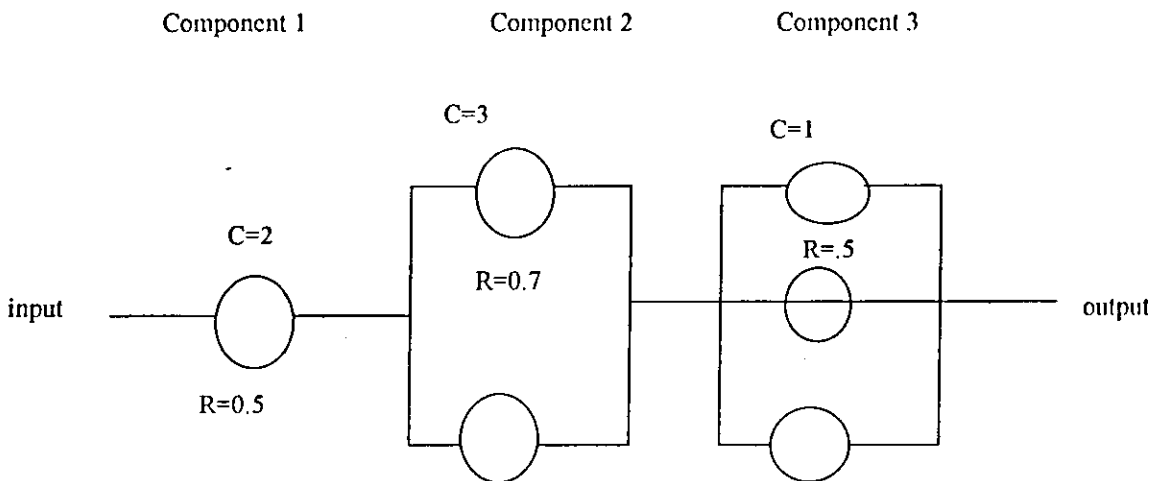 Component 1 Component 2 Component 3
C=3
C=1
C=2
R=.5
R=0.7
input
output
R=0.5